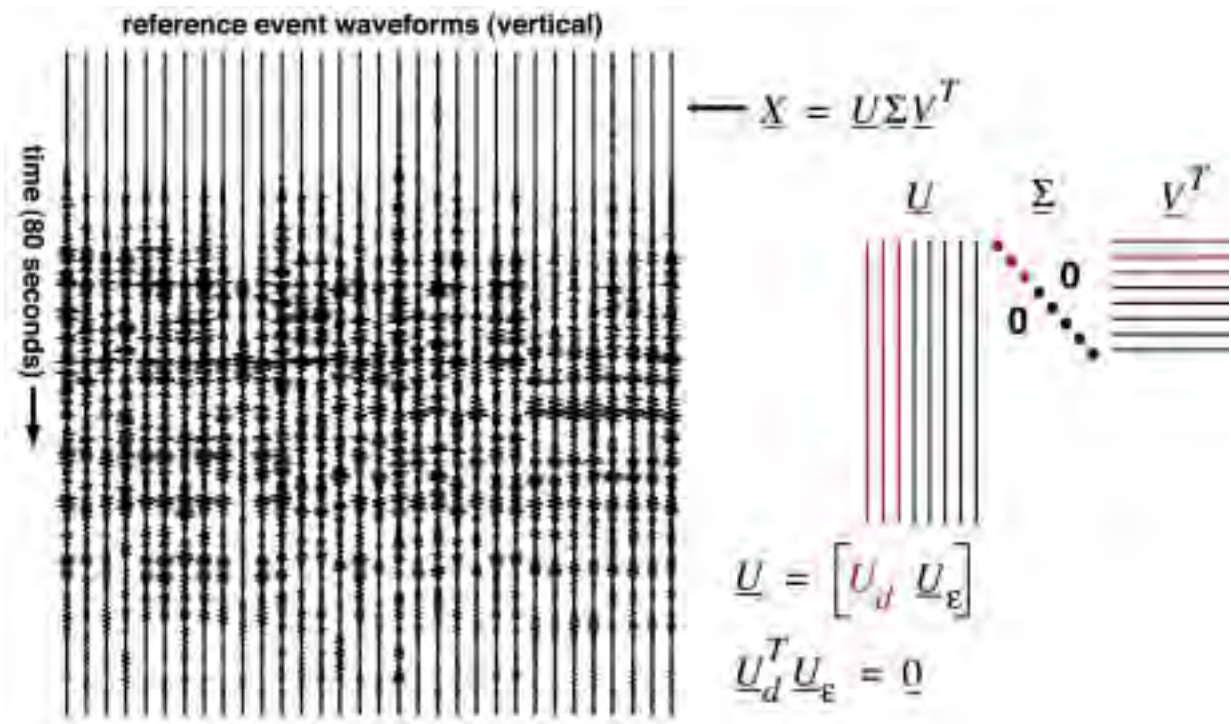 reference event waveforms (vertical)
time (80 seconds)
X = UΣV^T
U Σ V^T
0
0
U = [U_d U_ε]
U_d^T U_ε = 0